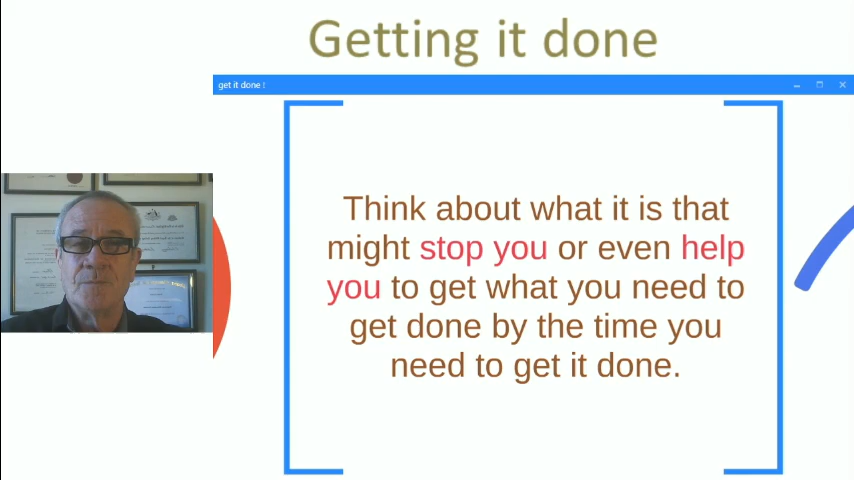 Getting it done
get it done !
Think about what it is that
might stop you or even help
you to get what you need to
get done by the time you
need to get it done.